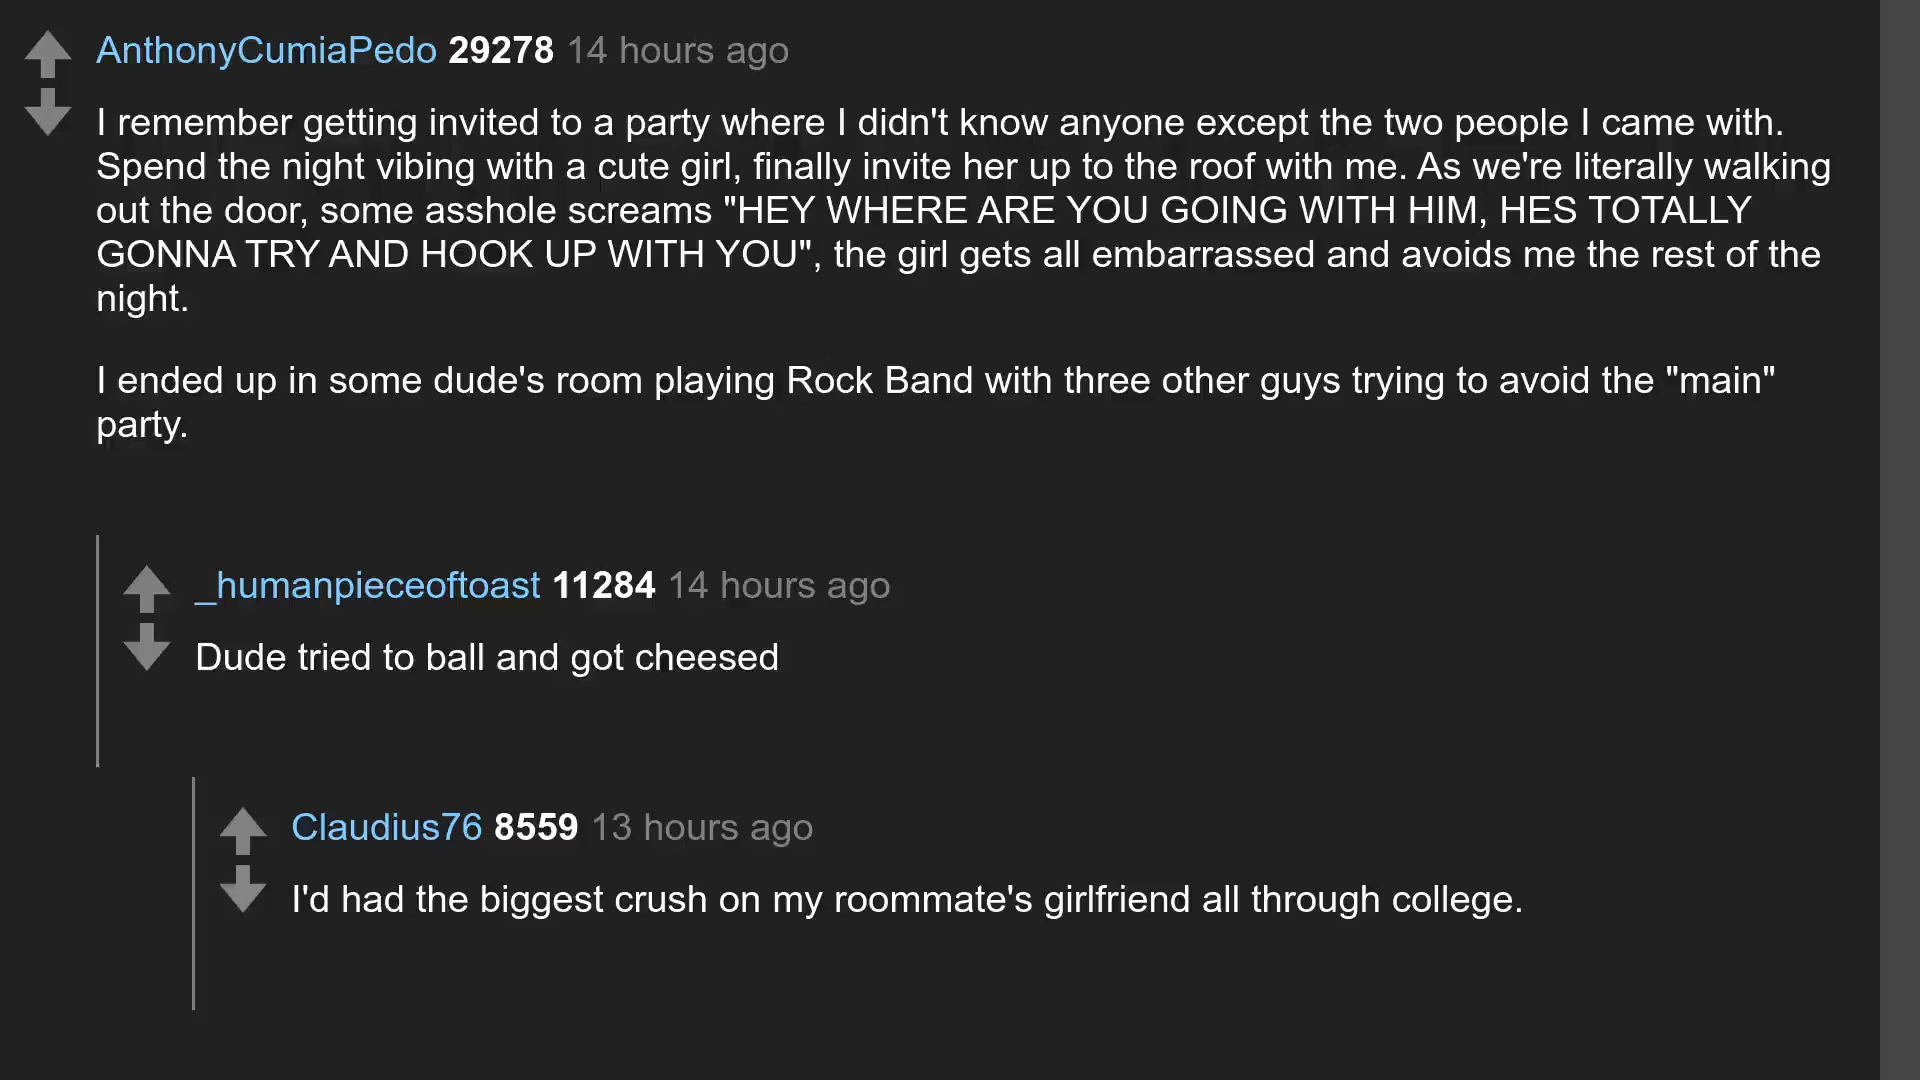 AnthonyCumiaPedo 29278 14 hours ago
I remember getting invited to a party where I didn't know anyone except the two people I came with.
Spend the night vibing with a cute girl, finally invite her up to the roof with me. As we're literally walking
out the door, some asshole screams "HEY WHERE ARE YOU GOING WITH HIM, HES TOTALLY
GONNA TRY AND HOOK UP WITH YOU", the girl gets all embarrassed and avoids me the rest of the
night.
I ended up in some dude's room playing Rock Band with three other guys trying to avoid the "main"
party.
_humanpieceoftoast 11284 14 hours ago
Dude tried to ball and got cheesed
Claudius76 8559 13 hours ago
I'd had the biggest crush on my roommate's girlfriend all through college.